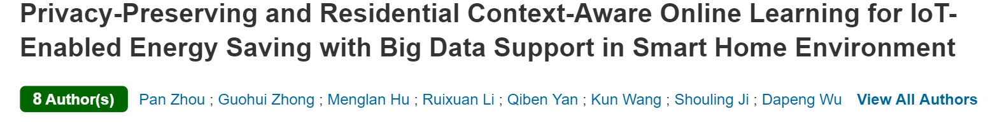 Privacy-Preserving and Residential Context-Aware Online Learning for IoT-
Enabled Energy Saving with Big Data Support in Smart Home Environment
8 Author(s) Pan Zhou ; Guohui Zhong ; Menglan Hu ; Ruixuan Li ; Qiben Yan ; Kun Wang ; Shouling Ji ; Dapeng Wu View All Authors